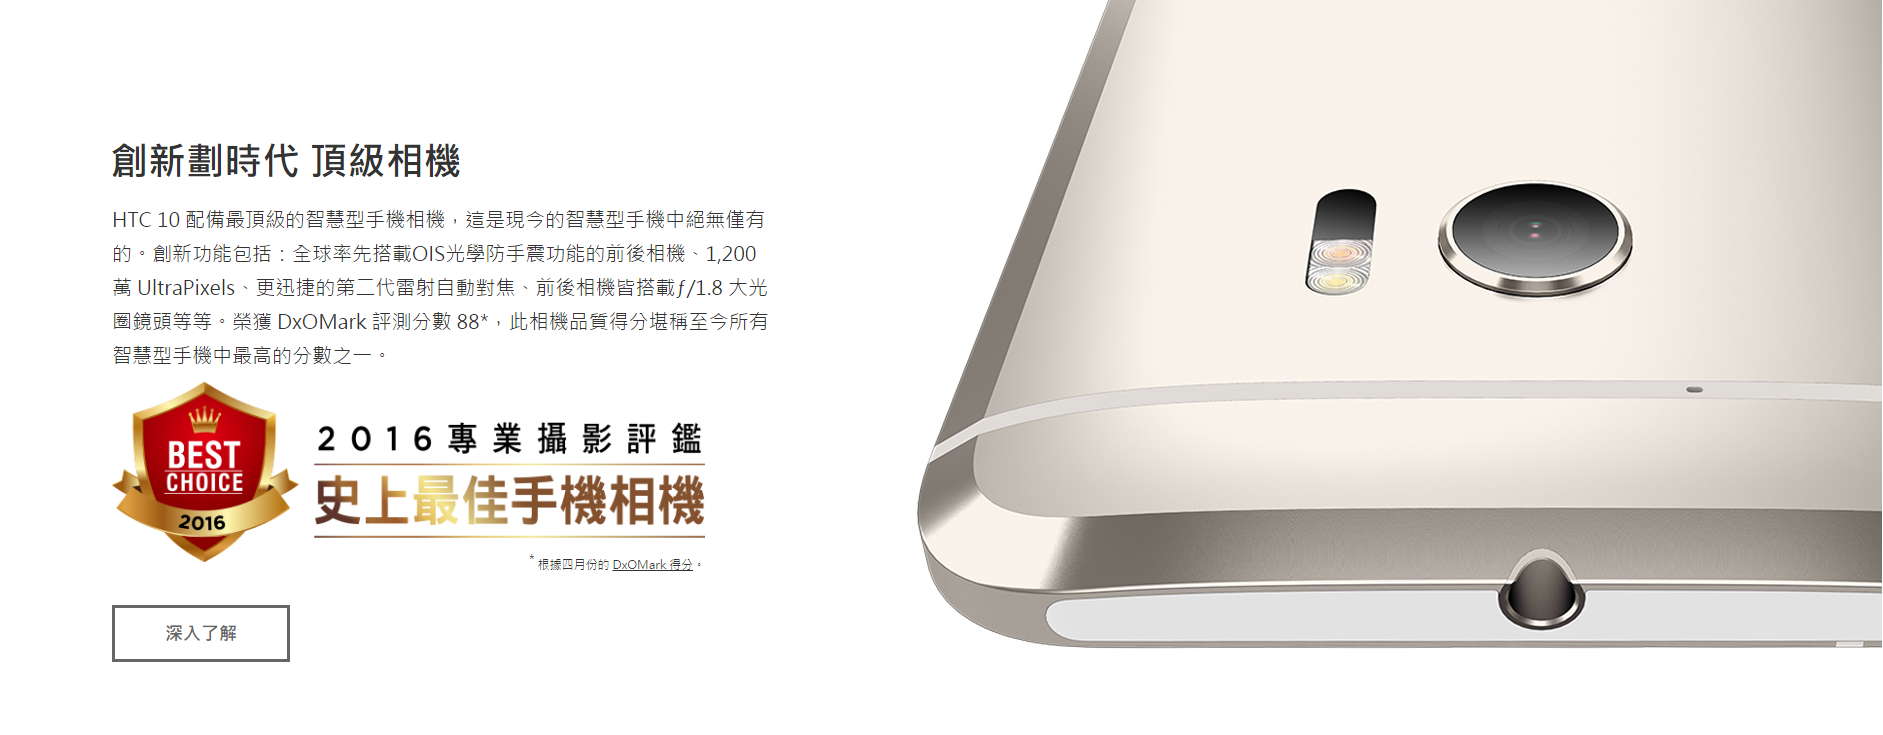 創新劃時代 頂級相機
HTC 10 配備最頂級的智慧型手機相機，這是現今的智慧型手機中絕無僅有
的。創新功能包括：全球率先搭載OIS光學防手震功能的前後相機、1,200
萬 UltraPixels、更迅捷的第二代雷射自動對焦、前後相機皆搭載ƒ/1.8 大光
圈鏡頭等等。榮獲 DxOMark 評測分數 88*，此相機品質得分堪稱至今所有
智慧型手機中最高的分數之一。
BEST
CHOICE
2016
2016專業攝影評鑑
史上最佳手機相機
* 根據四月份的 DxOMark 得分。
深入了解